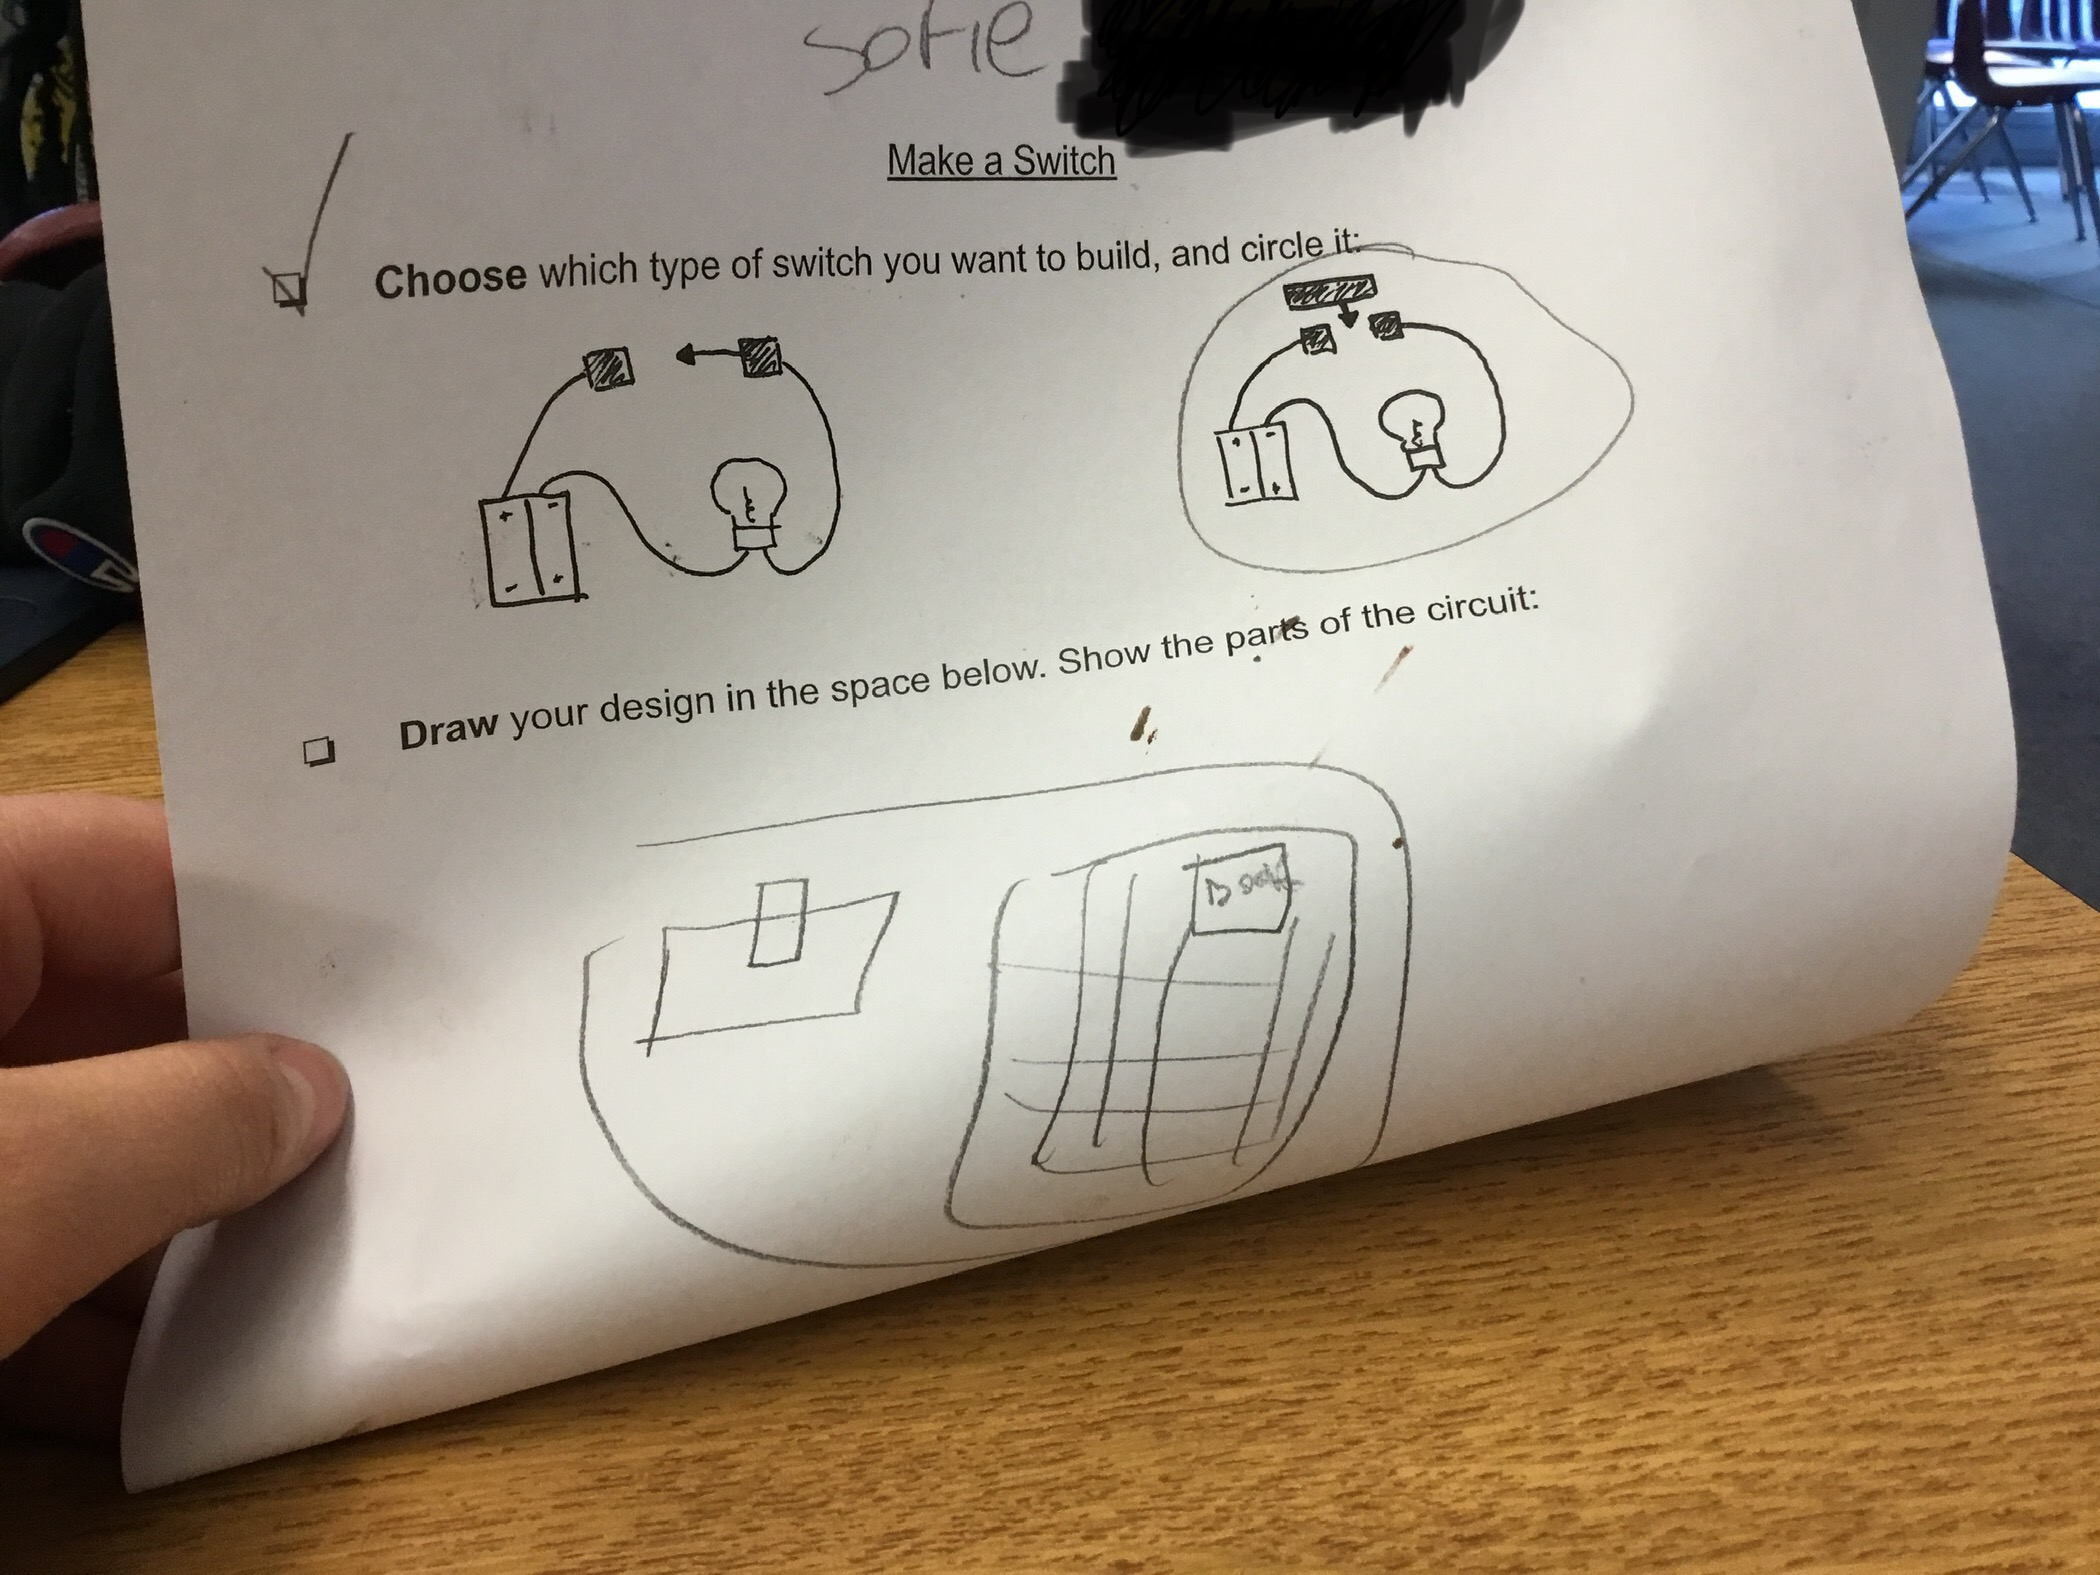 sofie
Make a Switch
Choose which type of switch you want to build, and circle it:
+ -
- +
+ -
- +
Draw your design in the space below. Show the parts of the circuit: